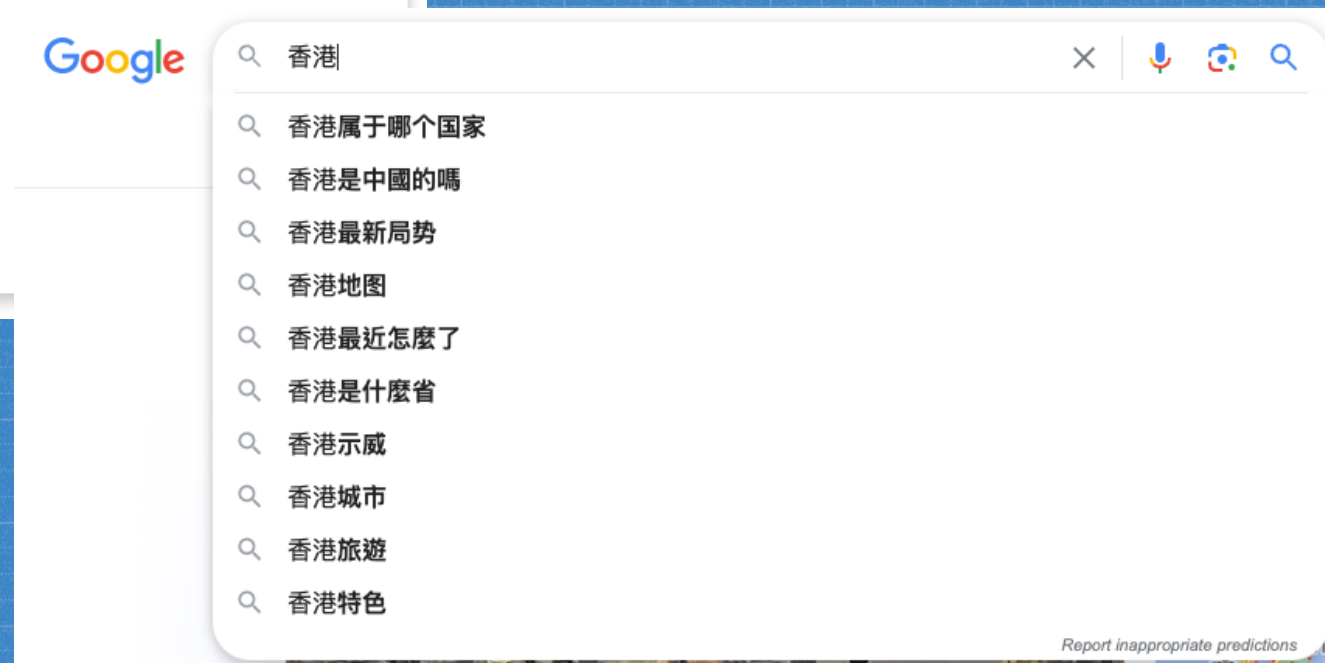 Google
香港
香港属于哪个国家
香港是中國的嗎
香港最新局势
香港地图
香港最近怎麼了
香港是什麼省
香港示威
香港城市
香港旅遊
香港特色
Report inappropriate predictions